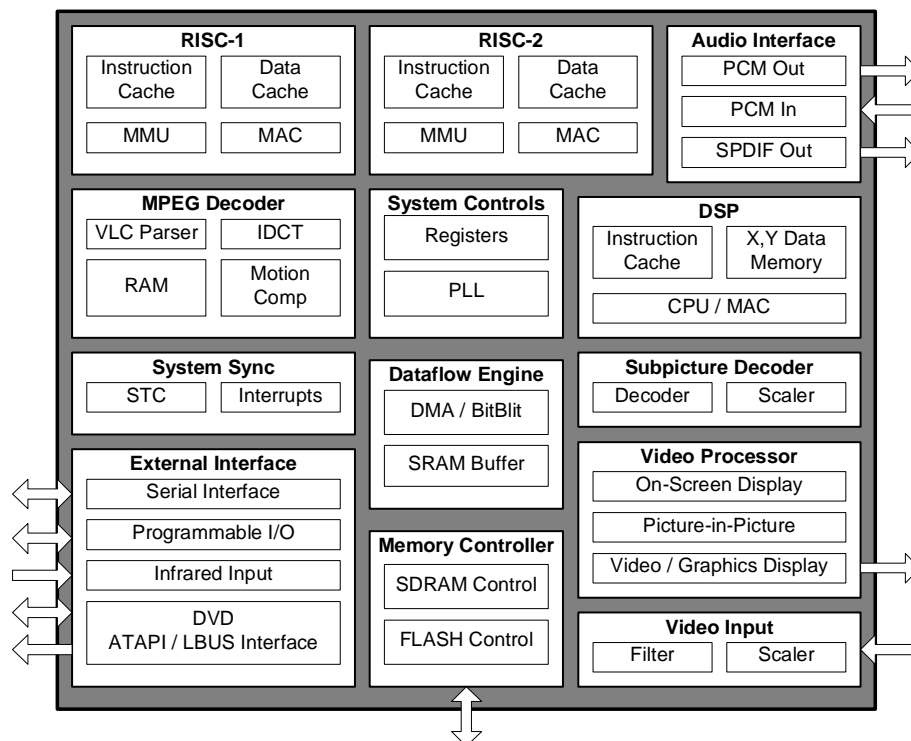 RISC-1
Instruction
Cache
Data
Cache
MMU
MAC
RISC-2
Instruction
Cache
Data
Cache
MMU
MAC
Audio Interface
PCM Out
PCM In
SPDIF Out
MPEG Decoder
VLC Parser
IDCT
RAM
Motion
Comp
System Controls
Registers
PLL
DSP
Instruction
Cache
X,Y Data
Memory
CPU / MAC
System Sync
STC
Interrupts
Dataflow Engine
DMA / BitBlit
SRAM Buffer
Subpicture Decoder
Decoder
Scaler
External Interface
Serial Interface
Programmable I/O
Infrared Input
DVD
ATAPI / LBUS Interface
Memory Controller
SDRAM Control
FLASH Control
Video Processor
On-Screen Display
Picture-in-Picture
Video / Graphics Display
Video Input
Filter
Scaler